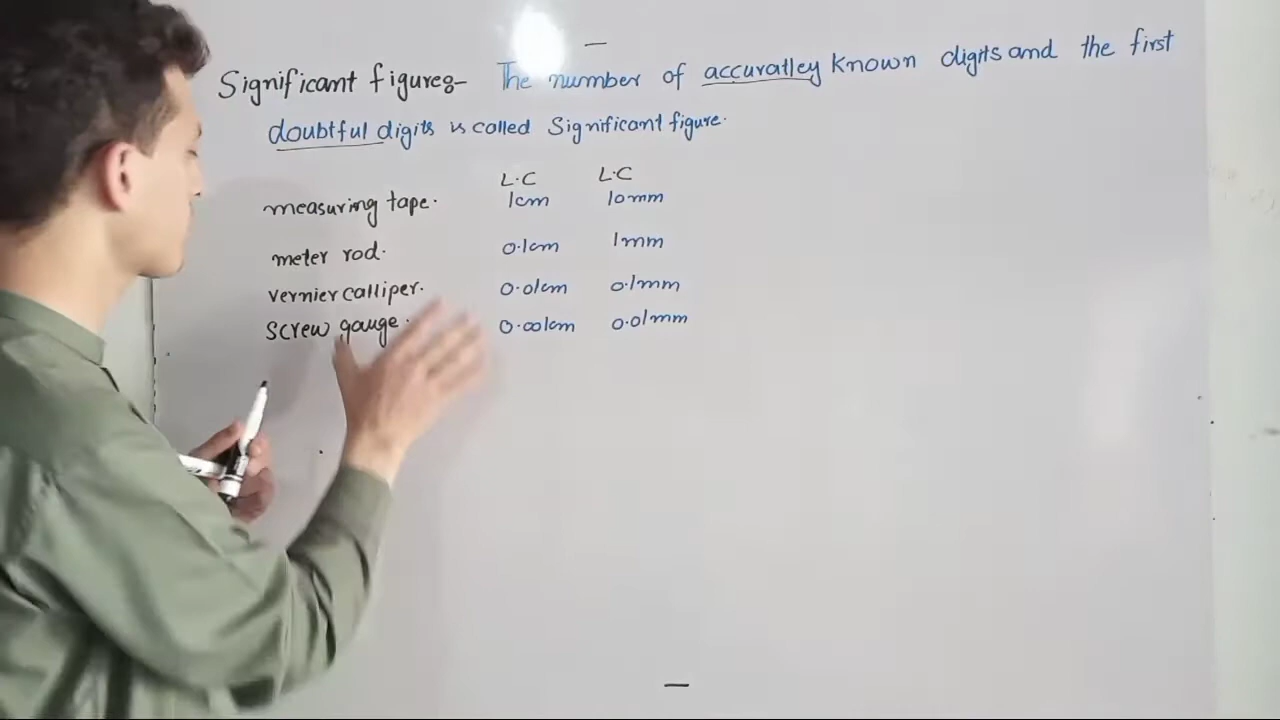 Significant figures- The number of accuratley known digits and the first
doubtful digits is called Significant figure.
L.C L.C
measuring tape. 1cm 10mm
meter rod. 0.1cm 1mm
vernier calliper. 0.01cm 0.1mm
screw gauge. 0.001cm 0.01mm